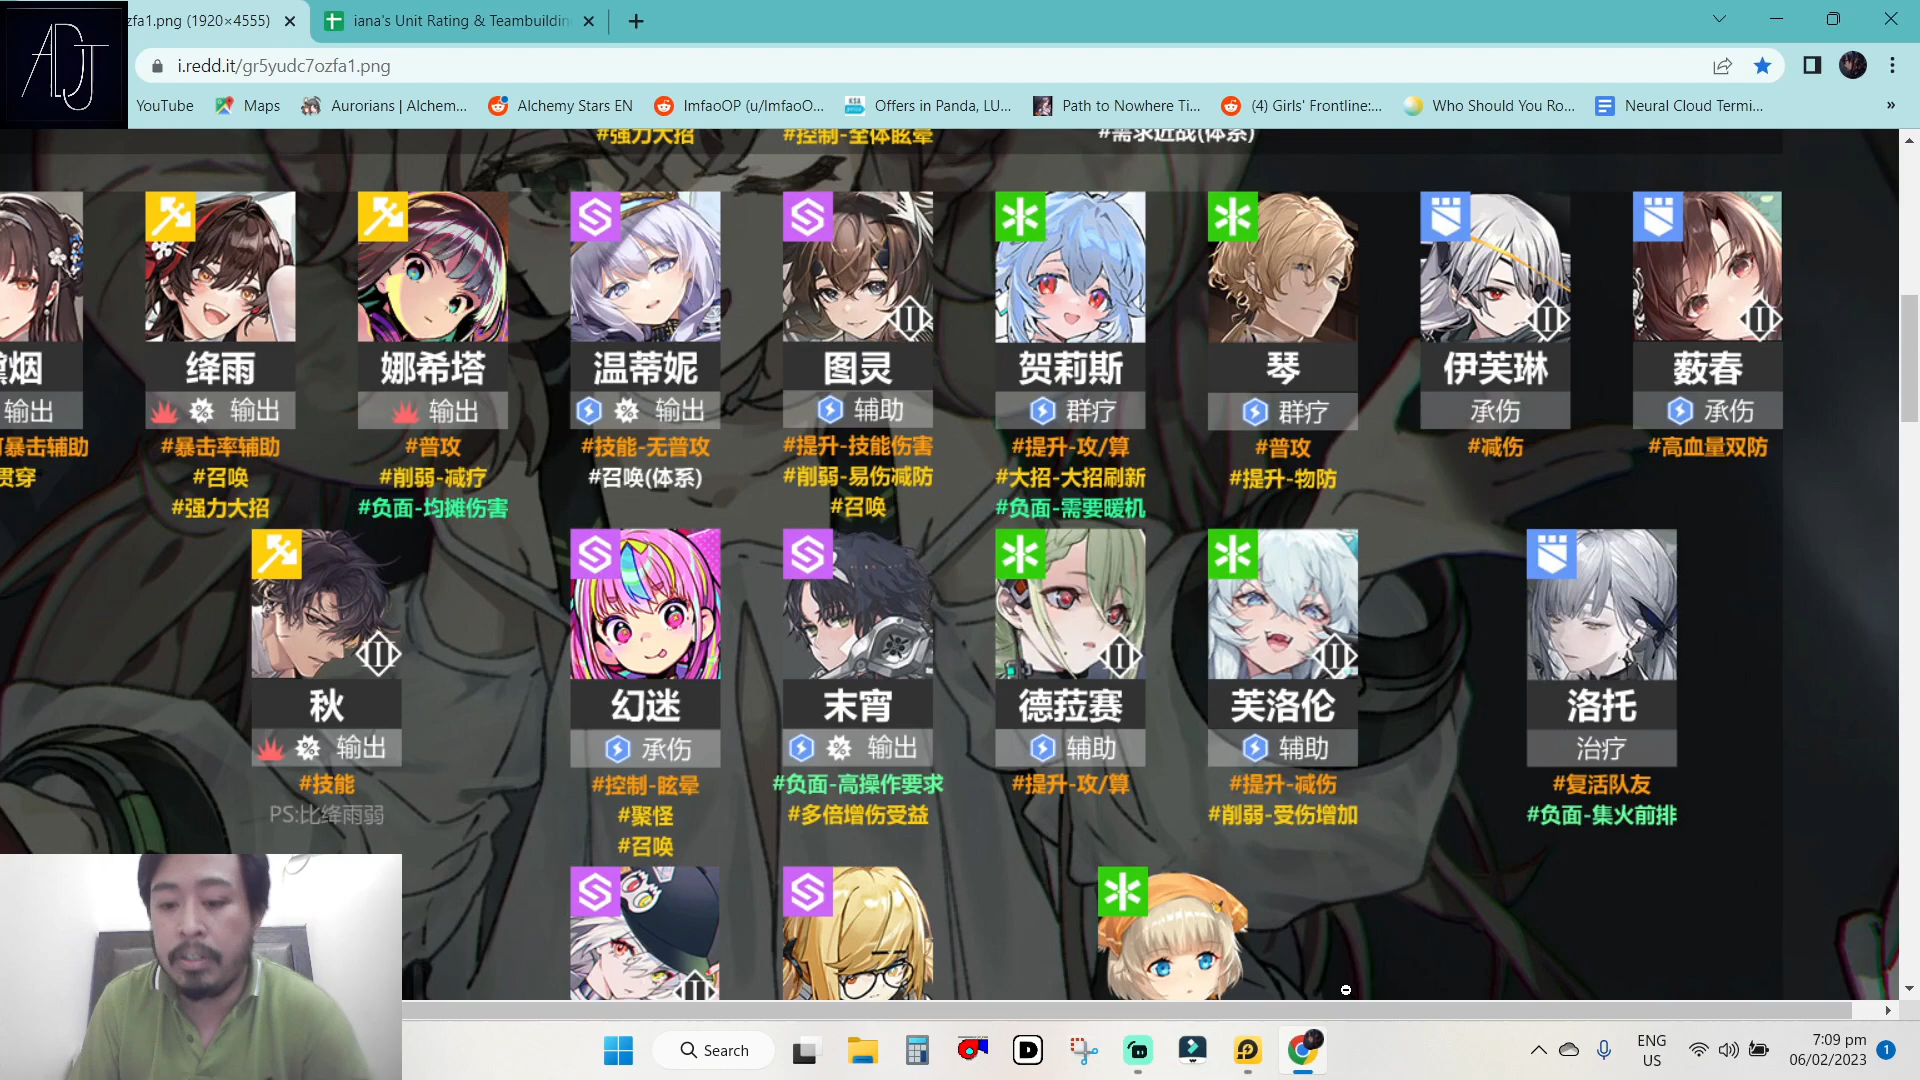 zfa1.png (1920×4555)
iana's Unit Rating & Teambuildin
ADJ
i.redd.it/gr5yudc7ozfa1.png
YouTube
Maps
Aurorians | Alchem...
Alchemy Stars EN
lmfaoOP (u/lmfaoO...
Offers in Panda, LU...
Path to Nowhere Ti...
(4) Girls' Frontline:...
Who Should You Ro...
Neural Cloud Termi...
»
#强力大招
#控制-全体眩晕
#需求近战(体系)
黛烟
绛雨
娜希塔
温蒂妮
图灵
贺莉斯
琴
伊芙琳
薮春
输出
输出
输出
输出
辅助
群疗
群疗
承伤
承伤
暴击辅助
#暴击率辅助
#普攻
#技能-无普攻
#提升-技能伤害
#提升-攻/算
#普攻
#减伤
#高血量双防
贯穿
#召唤
#削弱-减疗
#召唤(体系)
#削弱-易伤减防
#大招-大招刷新
#提升-物防
#强力大招
#负面-均摊伤害
#召唤
#负面-需要暖机
秋
幻迷
末宵
德菈赛
芙洛伦
洛托
输出
承伤
输出
辅助
辅助
治疗
#技能
#控制-眩晕
#负面-高操作要求
#提升-攻/算
#提升-减伤
#复活队友
PS:比绛雨弱
#聚怪
#多倍增伤受益
#削弱-受伤增加
#负面-集火前排
#召唤
Search
ENG
US
7:09 pm
06/02/2023
1